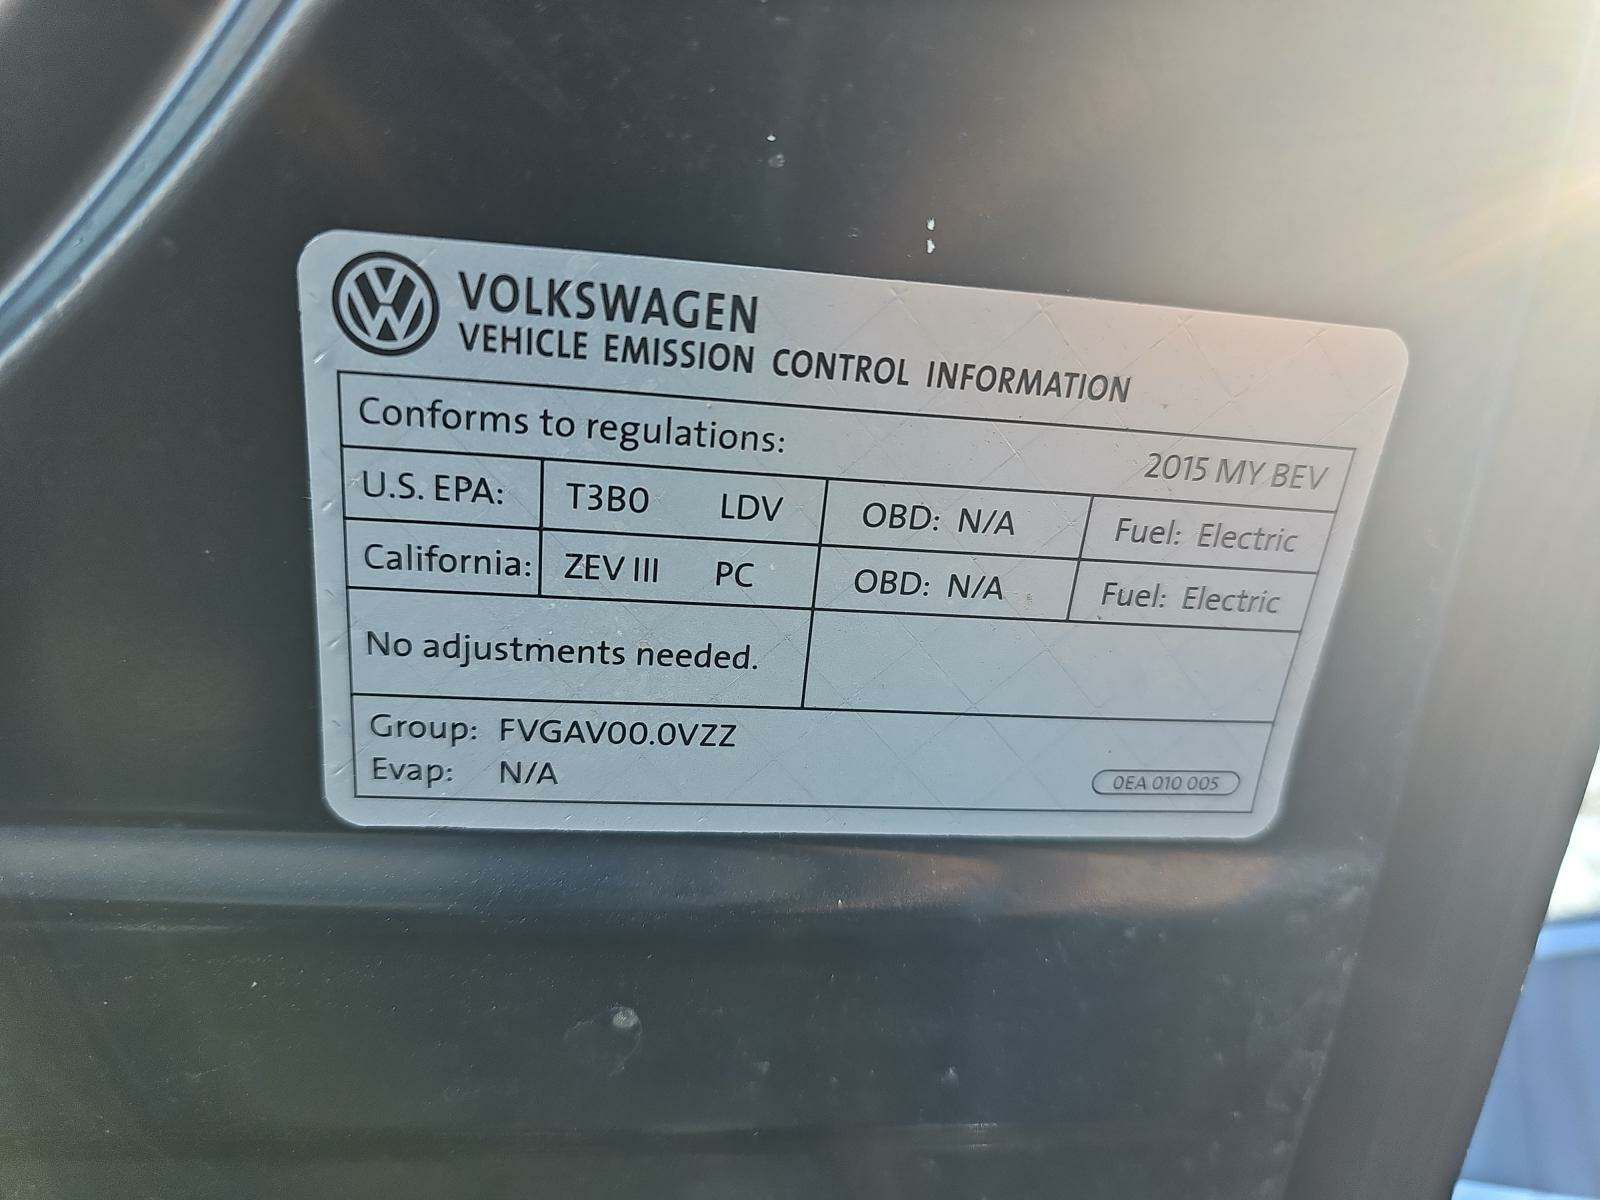 VOLKSWAGEN
VEHICLE EMISSION CONTROL INFORMATION
Conforms to regulations: 2015 MY BEV
U.S. EPA: T3B0 LDV OBD: N/A Fuel: Electric
California: ZEV III PC OBD: N/A Fuel: Electric
No adjustments needed.
Group: FVGAV00.0VZZ
Evap: N/A 0EA 010 005